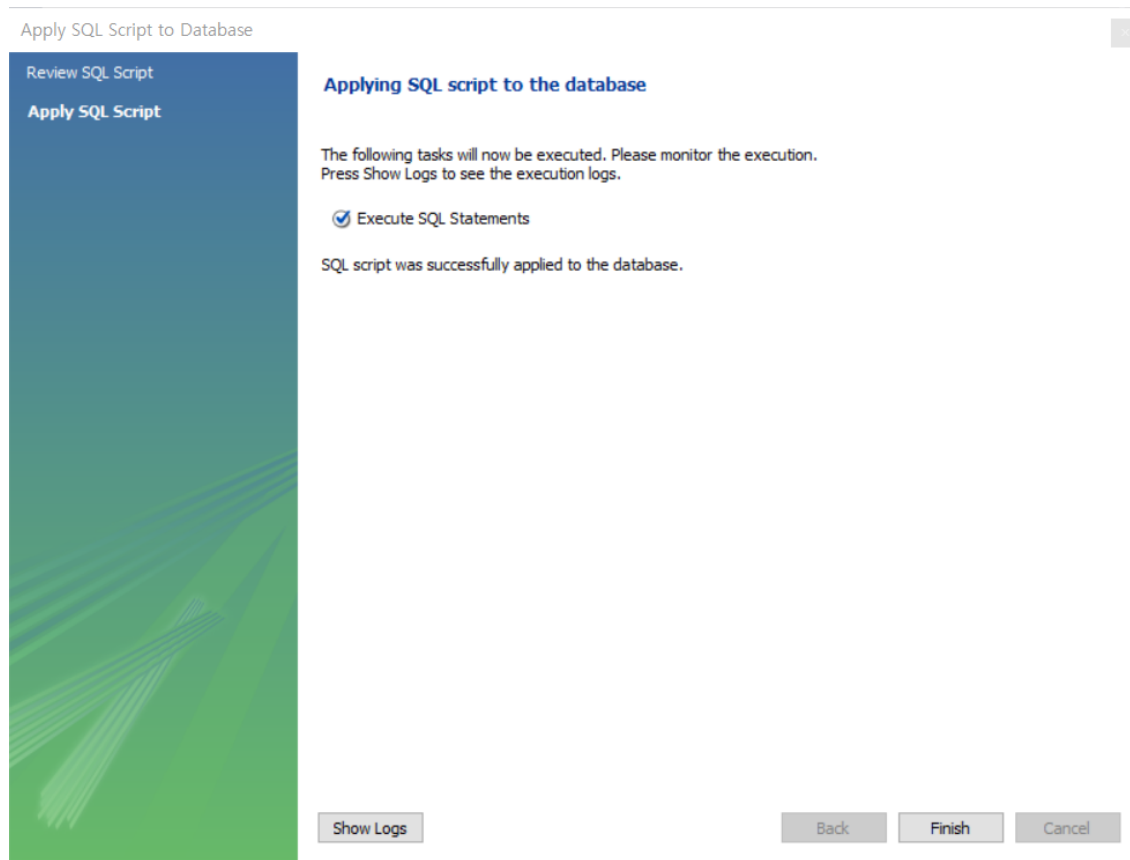 Apply SQL Script to Database
Review SQL Script
Apply SQL Script
Applying SQL script to the database
The following tasks will now be executed. Please monitor the execution.
Press Show Logs to see the execution logs.
Execute SQL Statements
SQL script was successfully applied to the database.
Show Logs
Back
Finish
Cancel